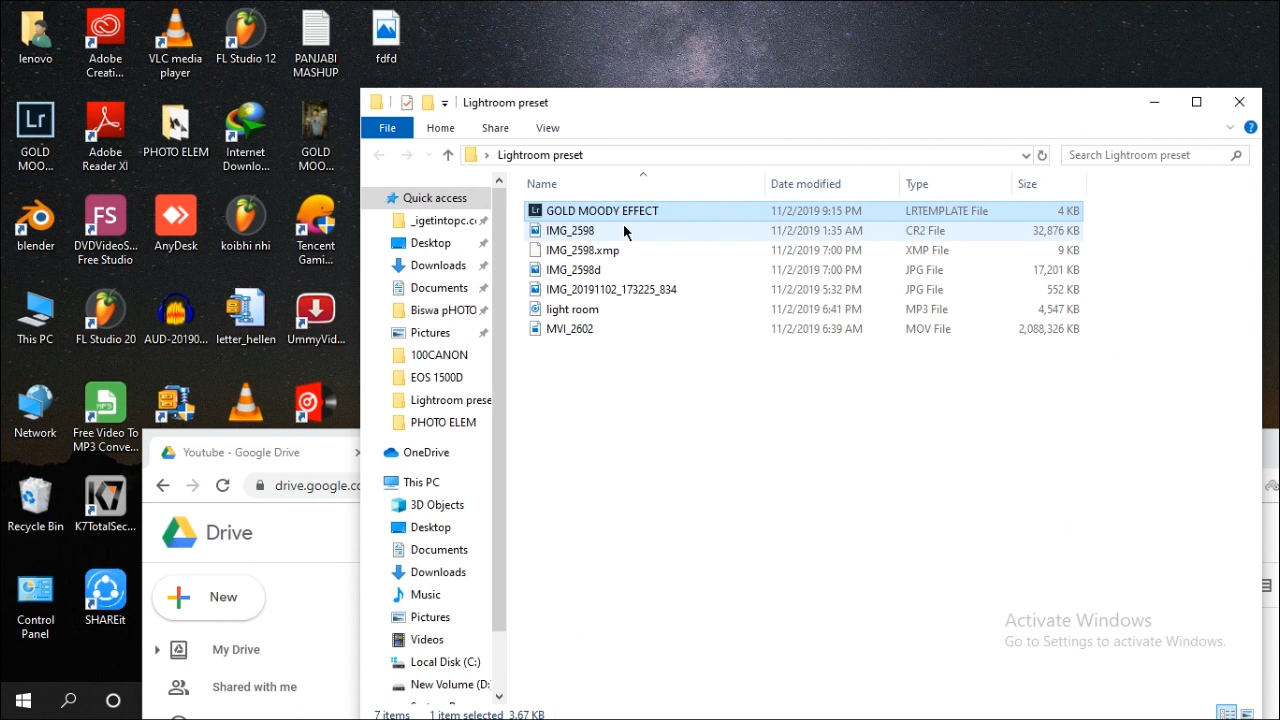 lenovo
Adobe
Creati...
VLC media
player
FL Studio 12
PANJABI
MASHUP
fdfd
GOLD
MOO...
Adobe
Reader XI
PHOTO ELEM
Internet
Downlo...
GOLD
MOO...
blender
DVDVideoS...
Free Studio
AnyDesk
koibhi nhi
Tencent
Gami...
This PC
FL Studio 20
AUD-20190...
letter_hellen
UmmyVid...
Network
Free Video To
MP3 Conve...
Recycle Bin
K7TotalSec...
Control
Panel
SHAREit
Lightroom preset
File
Home
Share
View
Lightroom preset
Search Lightroom preset
Name
Date modified
Type
Size
GOLD MOODY EFFECT
11/2/2019 9:15 PM
LRTEMPLATE File
4 KB
IMG_2598
11/2/2019 1:35 AM
CR2 File
32,876 KB
IMG_2598.xmp
11/2/2019 7:00 PM
XMP File
9 KB
IMG_2598d
11/2/2019 7:00 PM
JPG File
17,201 KB
IMG_20191102_173225_834
11/2/2019 5:32 PM
JPG File
552 KB
light room
11/2/2019 6:41 PM
MP3 File
4,547 KB
MVI_2602
11/2/2019 6:39 AM
MOV File
2,088,326 KB
Quick access
_igetintopc.c
Desktop
Downloads
Documents
Biswa pHOTO
Pictures
100CANON
EOS 1500D
Lightroom prese
PHOTO ELEM
OneDrive
This PC
3D Objects
Desktop
Documents
Downloads
Music
Pictures
Videos
Local Disk (C:)
New Volume (D:
7 items
1 item selected 3.67 KB
Youtube - Google Drive
drive.google.co
Drive
New
My Drive
Shared with me
Activate Windows
Go to Settings to activate Windows.